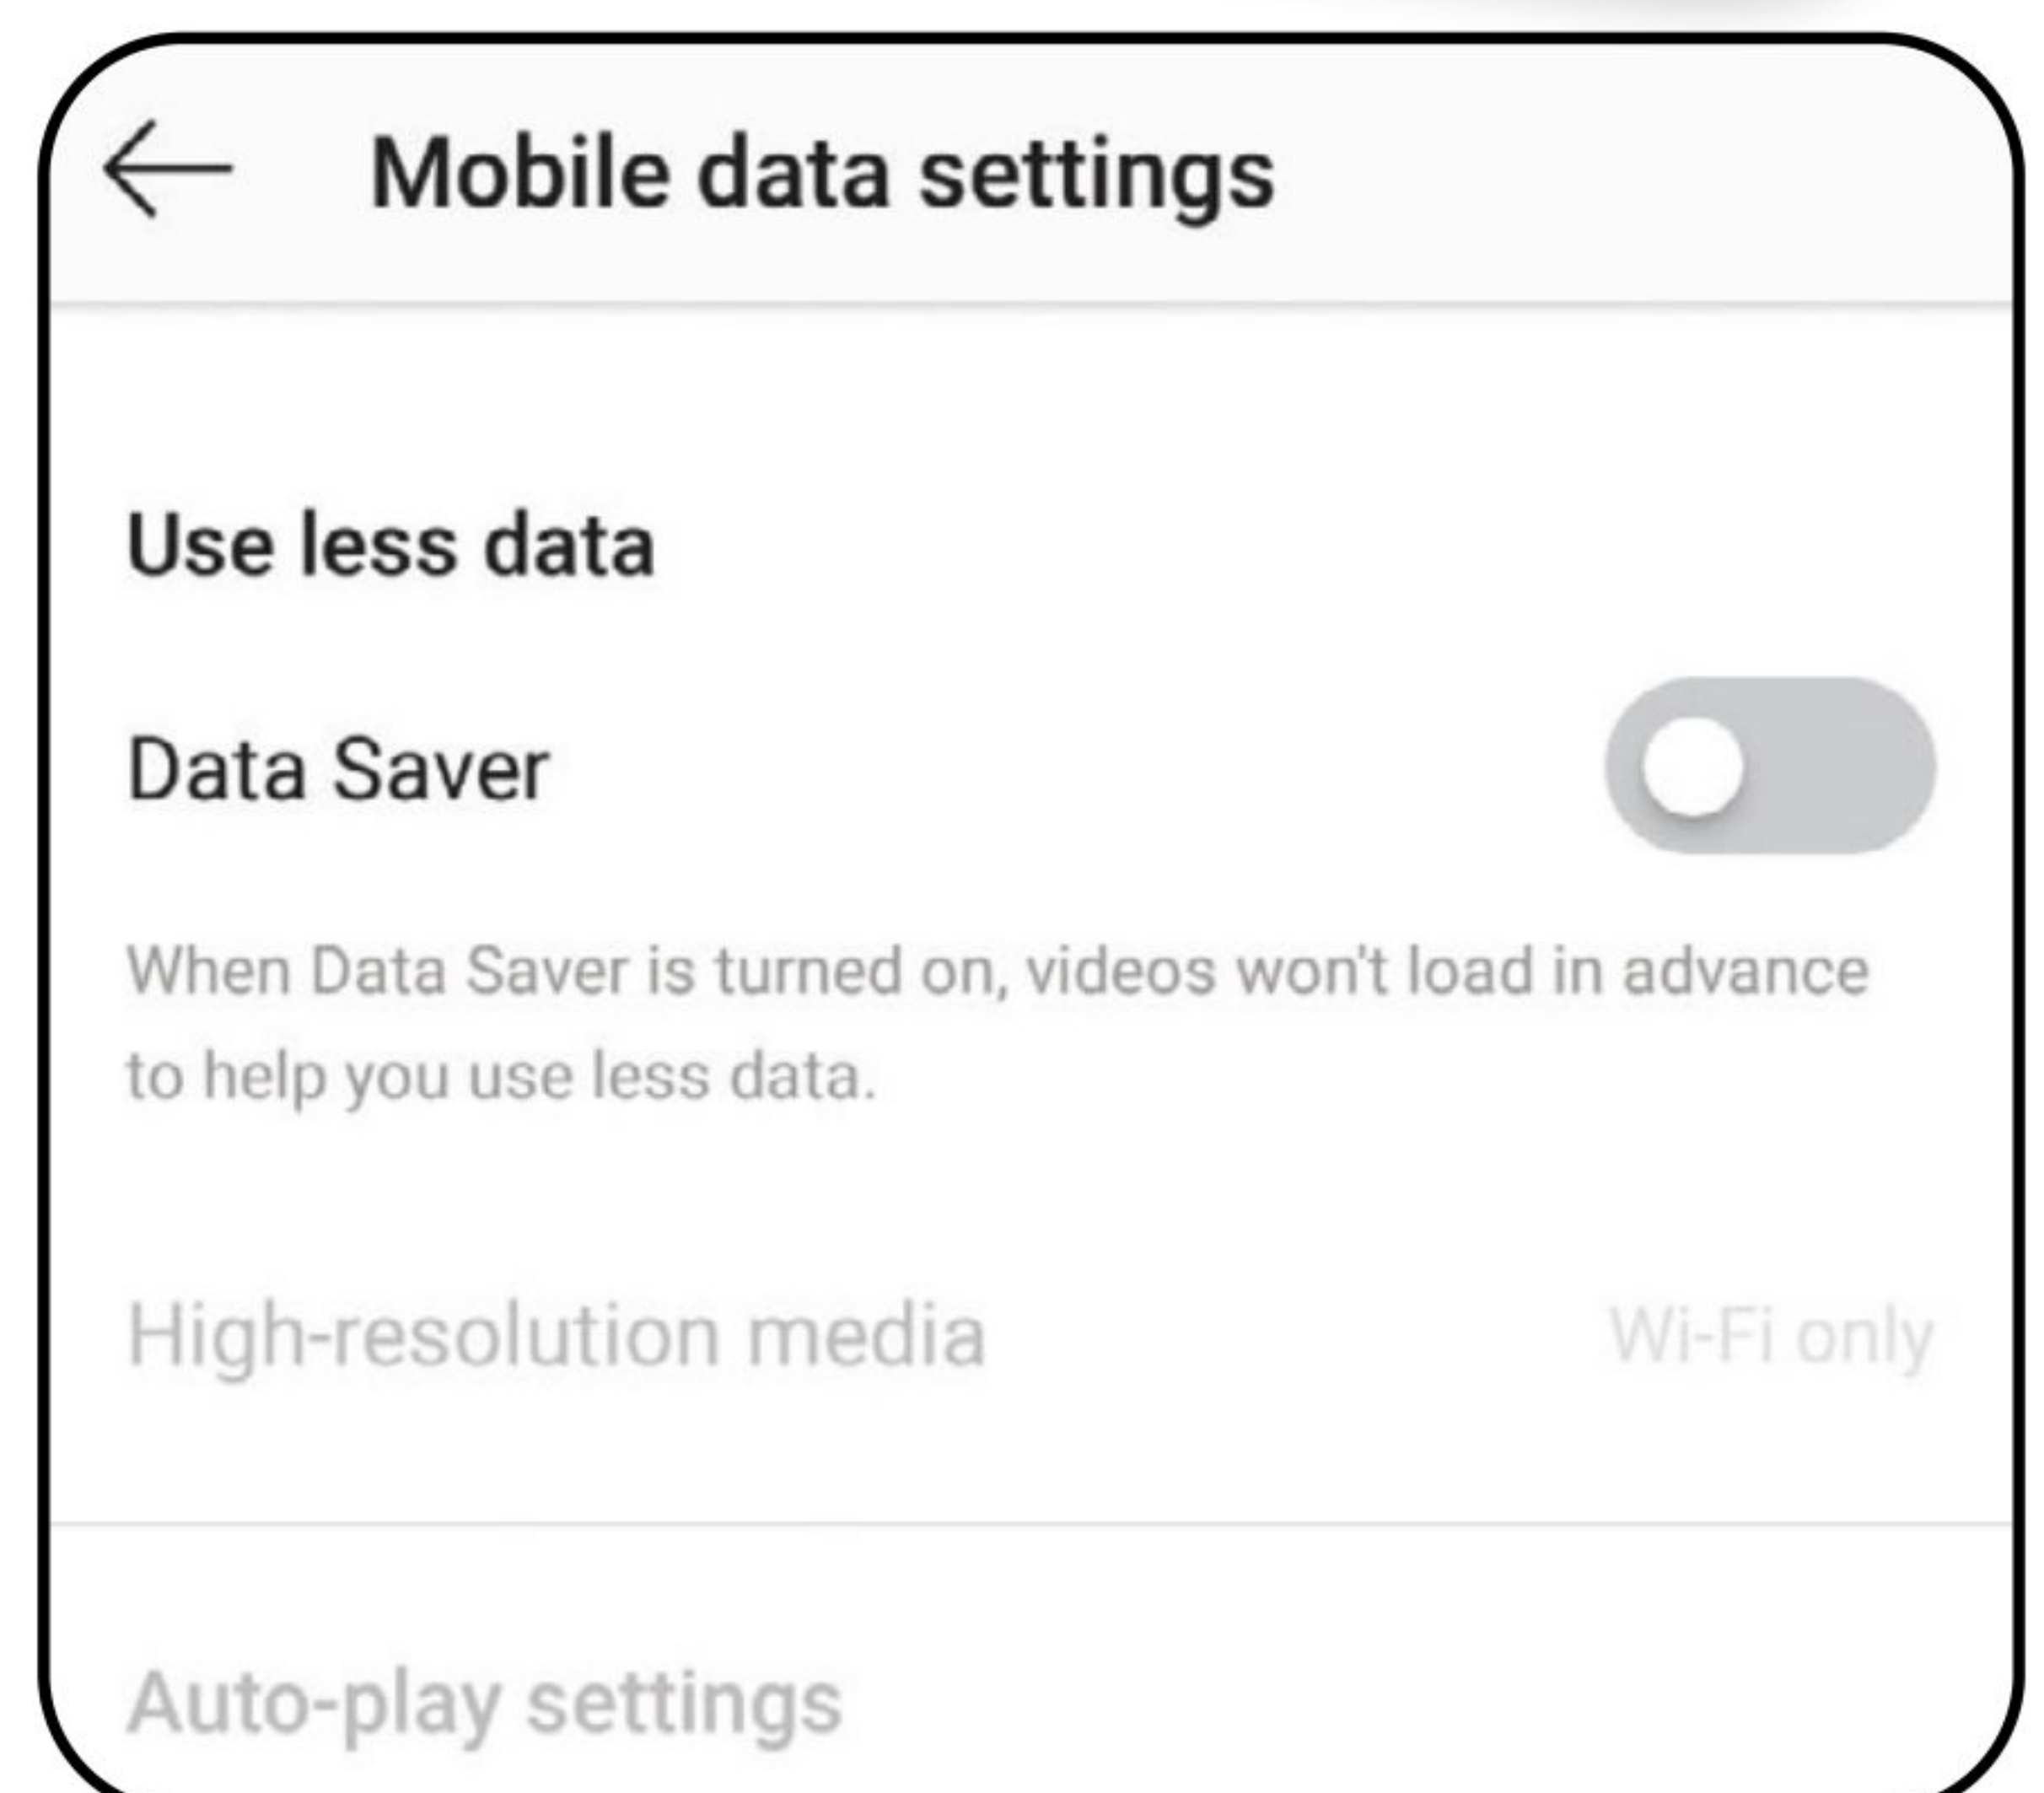 Mobile data settings
Use less data
Data Saver
When Data Saver is turned on, videos won't load in advance
to help you use less data.
High-resolution media Wi-Fi only
Auto-play settings